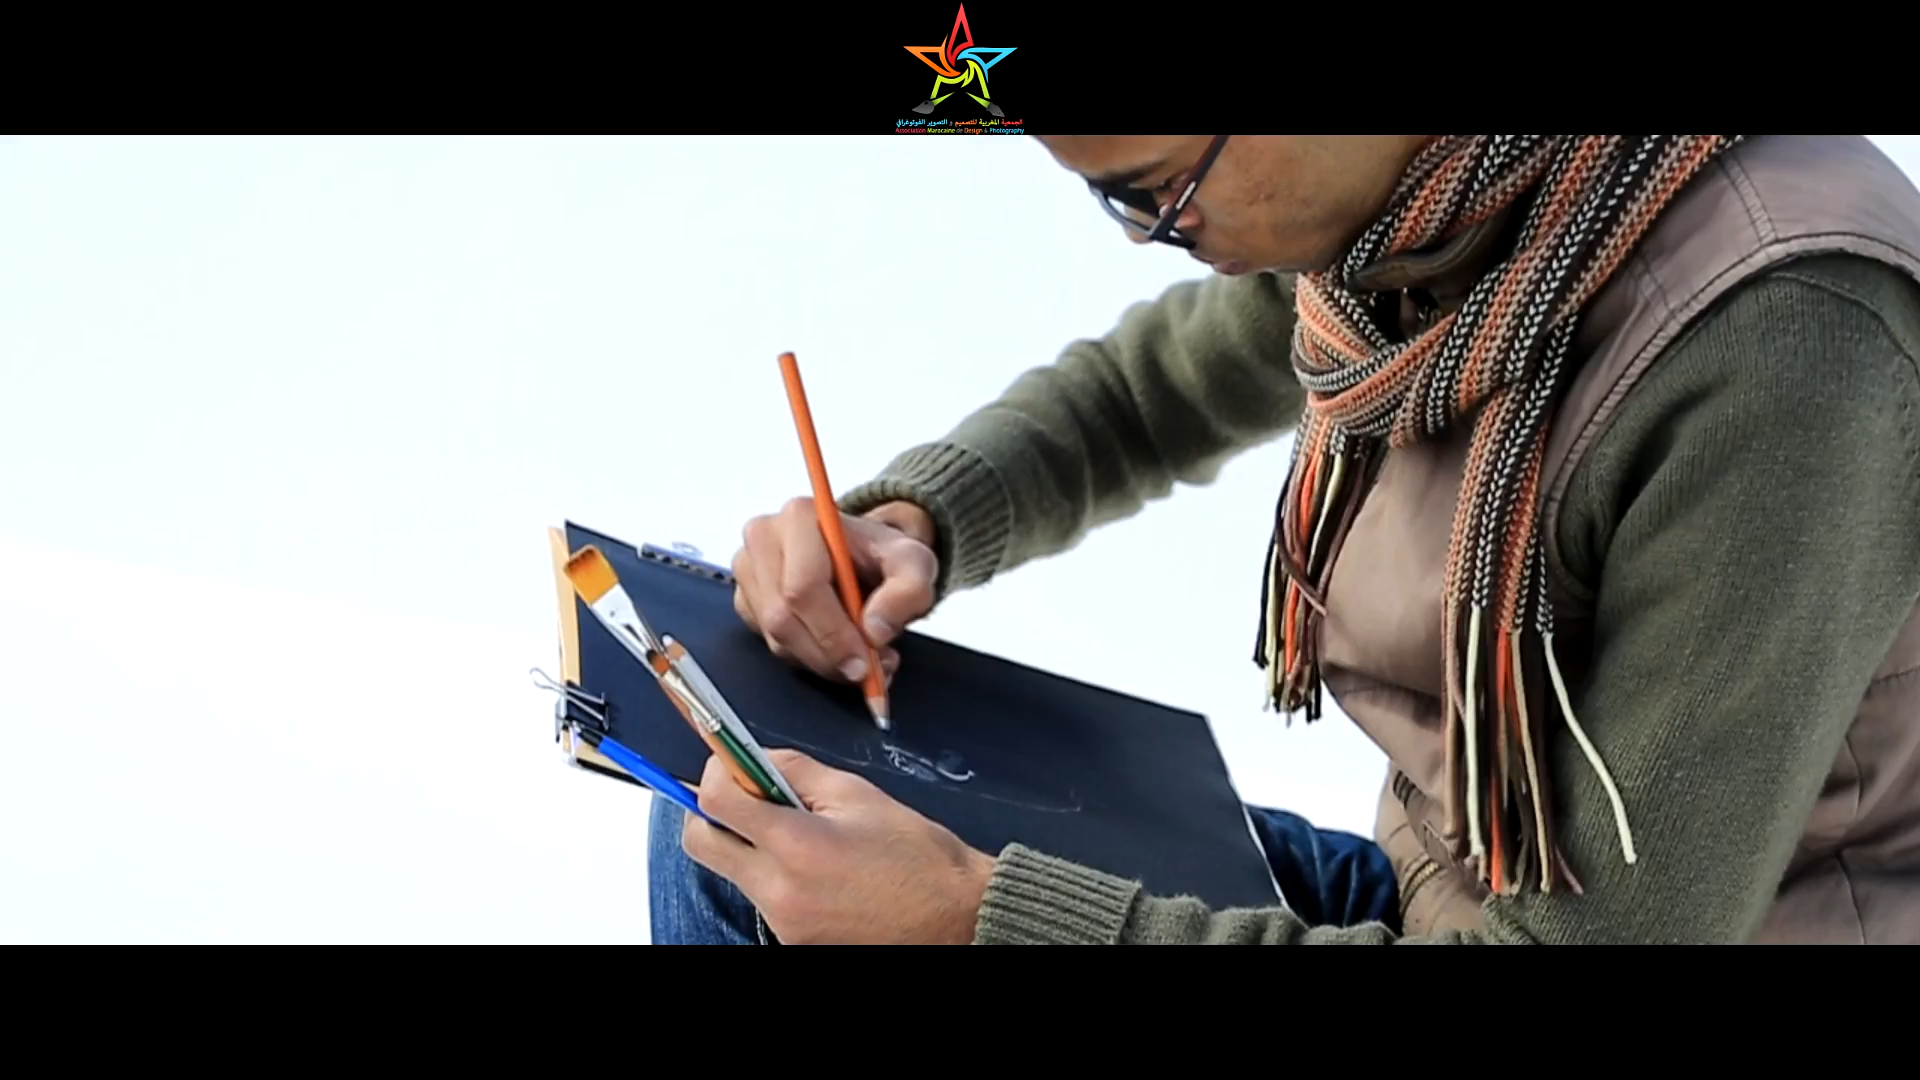 الجمعية المغربية للتصميم و التصوير الفوتوغرافي
Association Marocaine de Design & Photography